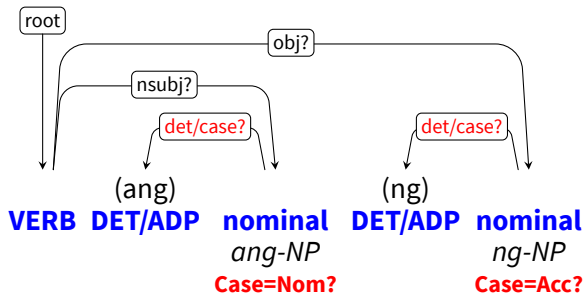 root
obj?
nsubj?
det/case? det/case?
(ang) (ng)
VERB DET/ADP nominal DET/ADP nominal
ang-NP ng-NP
Case=Nom? Case=Acc?